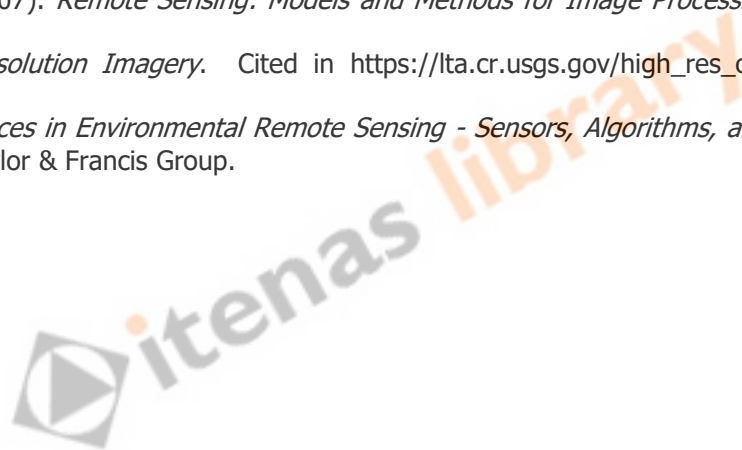 67). Remote Sensing: Models and Methods for Image Process
solution Imagery. Cited in https://lta.cr.usgs.gov/high_res_
ces in Environmental Remote Sensing - Sensors, Algorithms, a
lor & Francis Group.
itenas library